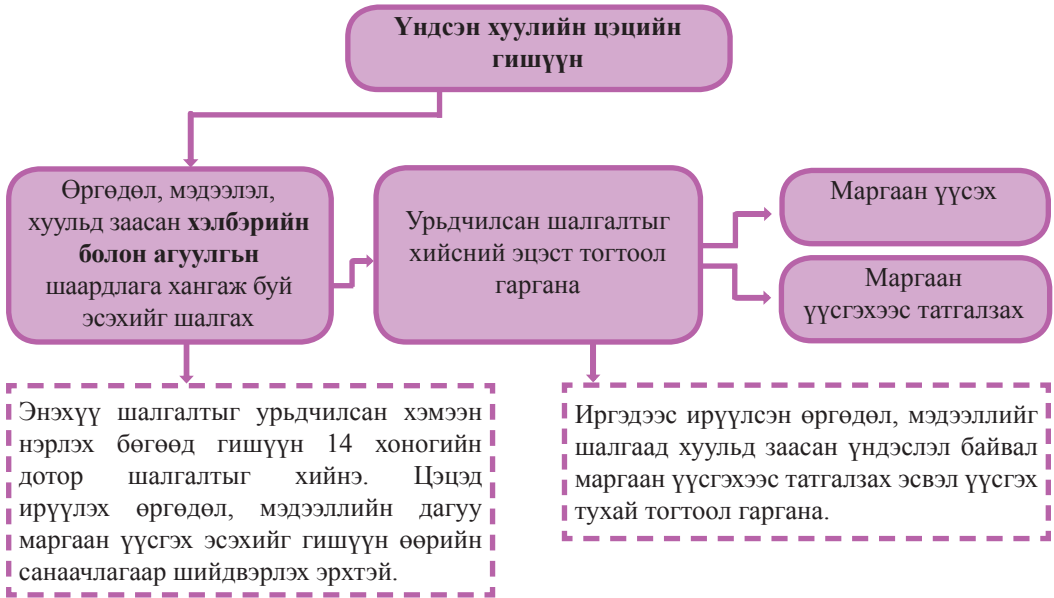 Үндсэн хуулийн цэцийн
гишүүн
Өргөдөл, мэдээлэл,
хуульд заасан хэлбэрийн
болон агуулгьн
шаардлага хангаж буй
эсэхийг шалгах
Урьдчилсан шалгалтыг
хийсний эцэст тогтоол
гаргана
Маргаан үүсэх
Маргаан
үүсгэхээс татгалзах
Энэхүү шалгалтыг урьдчилсан хэмээн
нэрлэх бөгөөд гишүүн 14 хоногийн
дотор шалгалтыг хийнэ. Цэцэд
ирүүлэх өргөдөл, мэдээллийн дагуу
маргаан үүсгэх эсэхийг гишүүн өөрийн
санаачлагаар шийдвэрлэх эрхтэй.
Иргэдээс ирүүлсэн өргөдөл, мэдээллийг
шалгаад хуульд заасан үндэслэл байвал
маргаан үүсгэхээс татгалзах эсвэл үүсгэх
тухай тогтоол гаргана.